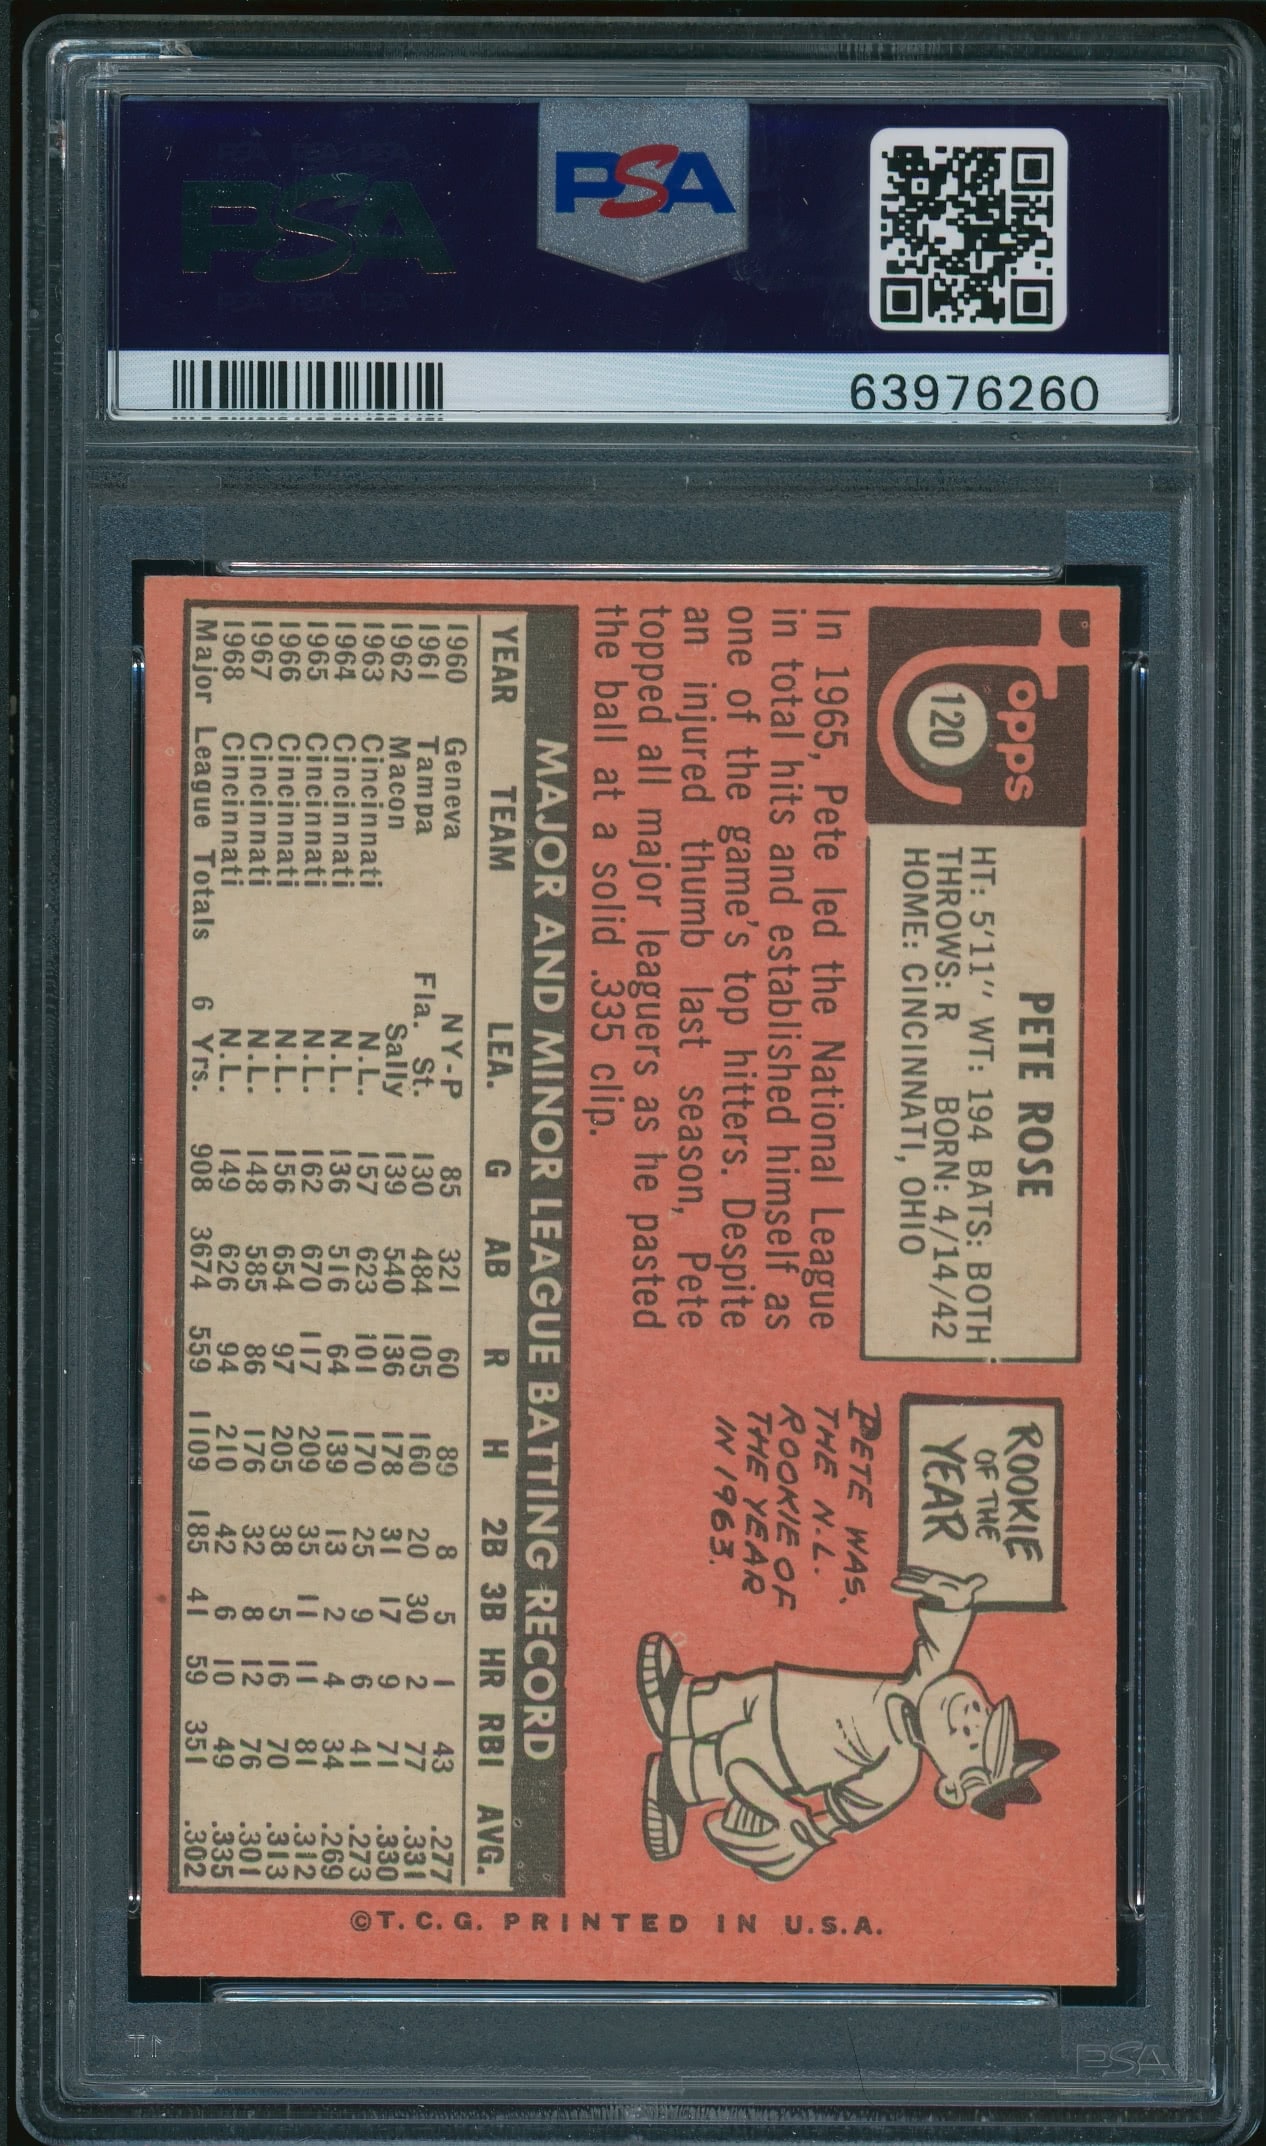 PSA
PSA
63976260
Topps
120
PETE ROSE
HT: 5'11" WT: 194 BATS: BOTH
THROWS: R BORN: 4/14/42
HOME: CINCINNATI, OHIO
In 1965, Pete led the National League
in total hits and established himself as
one of the game's top hitters. Despite
an injured thumb last season, Pete
topped all major leaguers as he pasted
the ball at a solid .335 clip.
ROOKIE
OF THE
YEAR
PETE WAS
THE N.L.
ROOKIE OF
THE YEAR
IN 1963.
MAJOR AND MINOR LEAGUE BATTING RECORD
YEAR TEAM LEA. G AB R H 2B 3B HR RBI AVG.
1960 Geneva NY-P 85 321 60 89 8 5 1 43 .277
1961 Tampa Fla. St. 130 484 105 160 20 30 2 77 .331
1962 Macon Sally 139 540 136 178 31 17 9 71 .330
1963 Cincinnati N.L. 157 623 101 170 25 9 6 41 .273
1964 Cincinnati N.L. 136 516 64 139 13 2 4 34 .269
1965 Cincinnati N.L. 162 670 117 209 35 11 11 81 .312
1966 Cincinnati N.L. 156 654 97 205 38 5 16 70 .313
1967 Cincinnati N.L. 148 585 86 176 32 8 12 76 .301
1968 Cincinnati N.L. 149 626 94 210 42 6 10 49 .335
Major League Totals 6 Yrs. 908 3674 559 1109 185 41 59 351 .302
©T.C.G. PRINTED IN U.S.A.
PSA